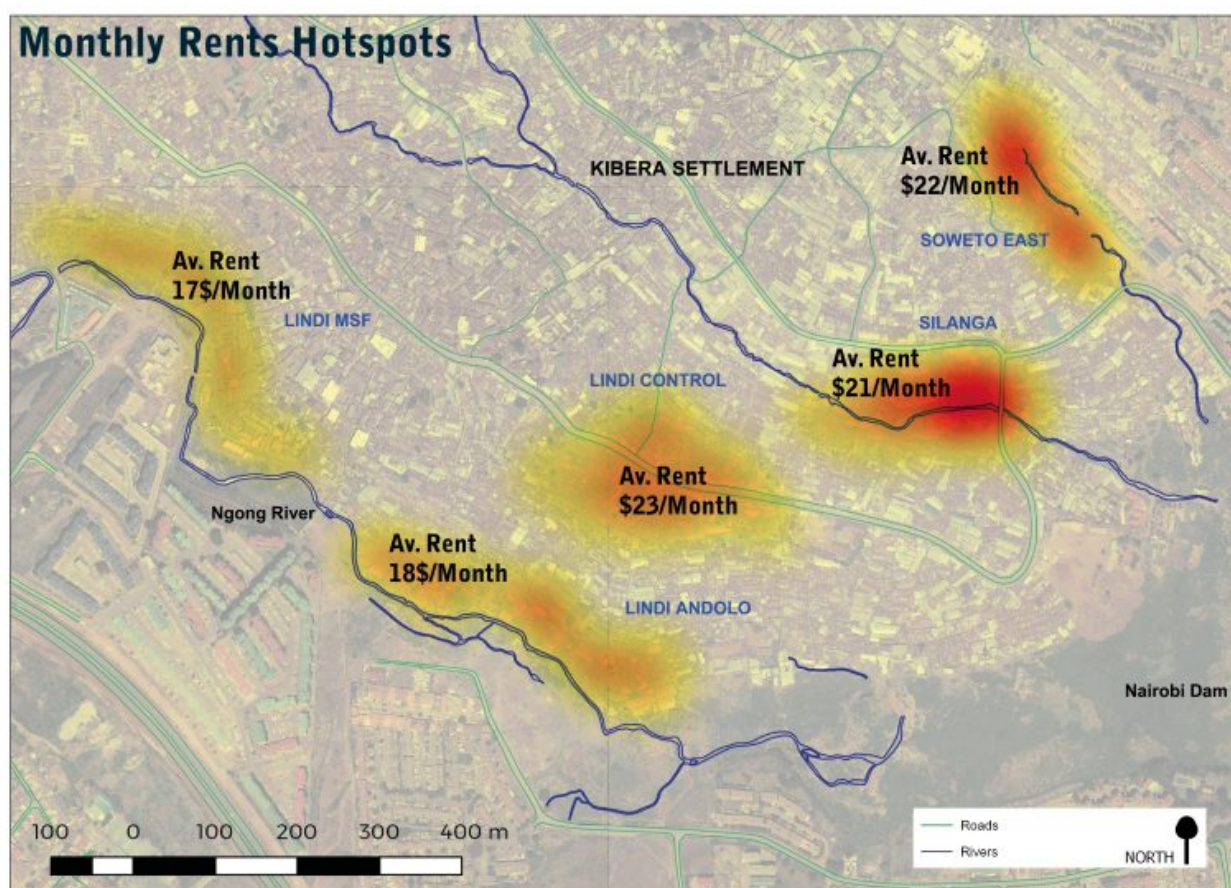 Monthly Rents Hotspots
KIBERA SETTLEMENT
Av. Rent
$22/Month
SOWETO EAST
Av. Rent
17$/Month
LINDI MSF
SILANGA
Av. Rent
$21/Month
LINDI CONTROL
Av. Rent
$23/Month
Ngong River
Av. Rent
18$/Month
LINDI ANDOLO
Nairobi Dam
100 0 100 200 300 400 m
Roads
Rivers
NORTH